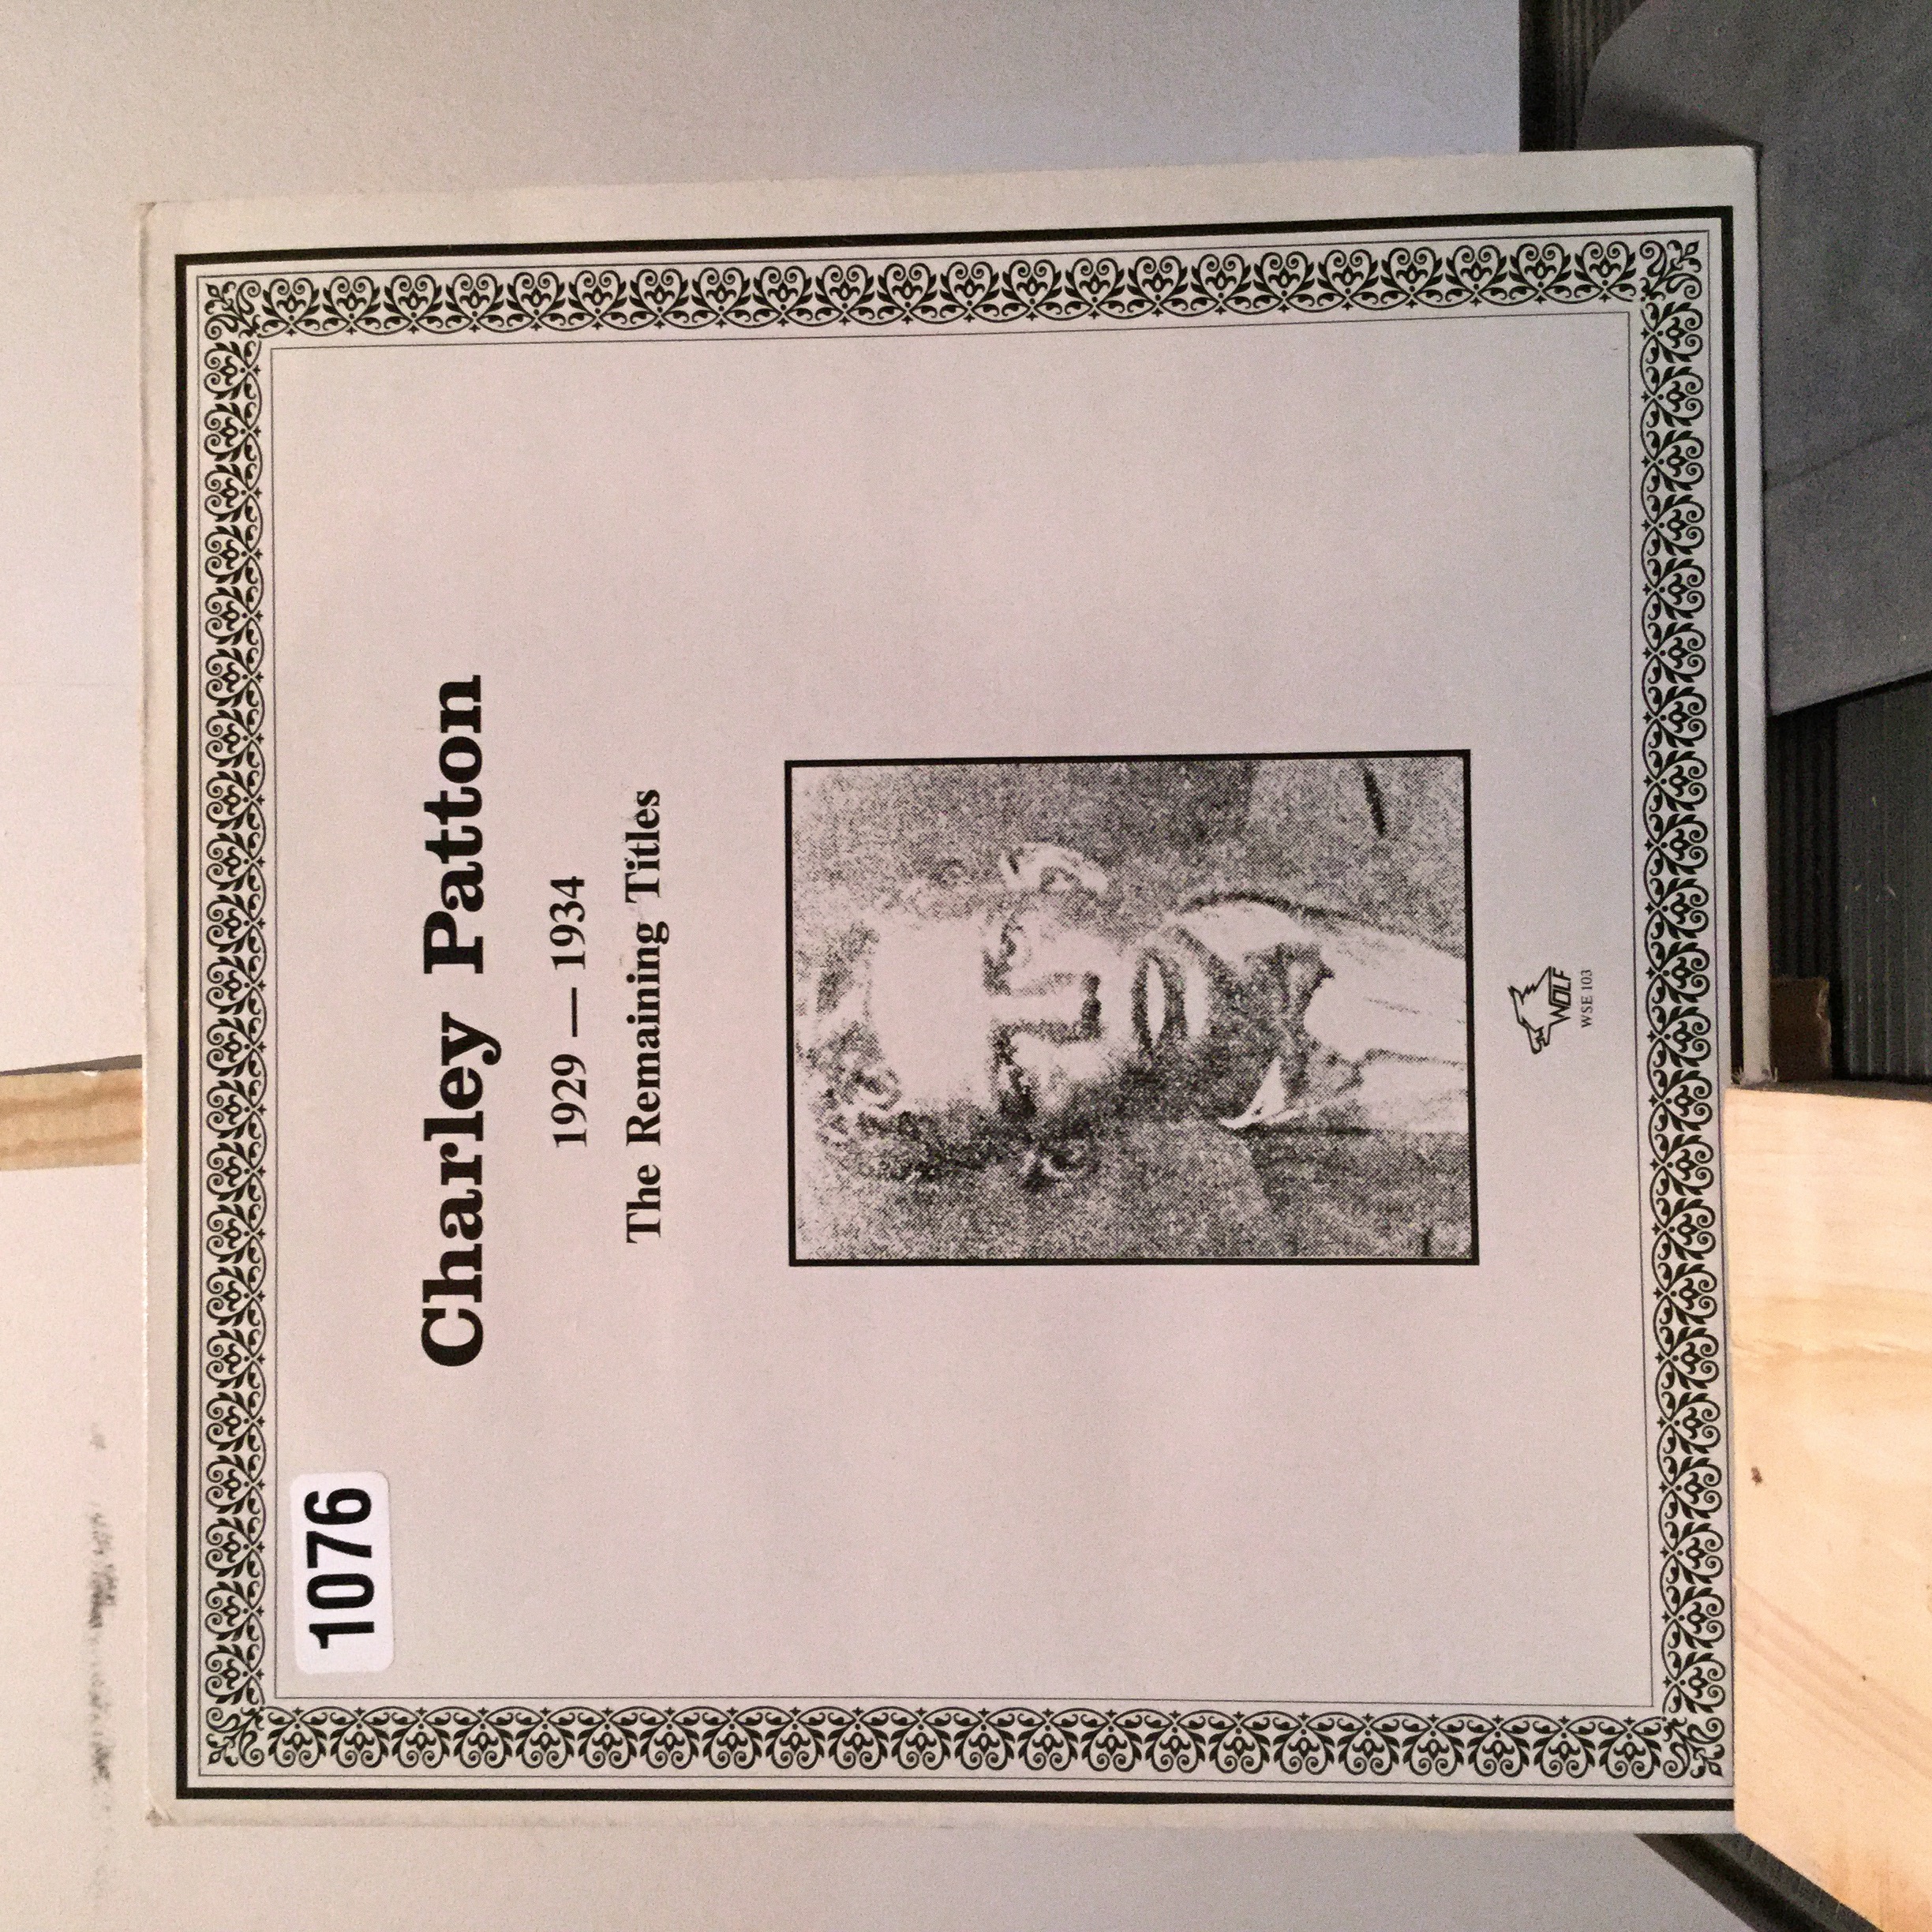 1076
Charley Patton
1929 — 1934
The Remaining Titles
WOLF
WSE 103